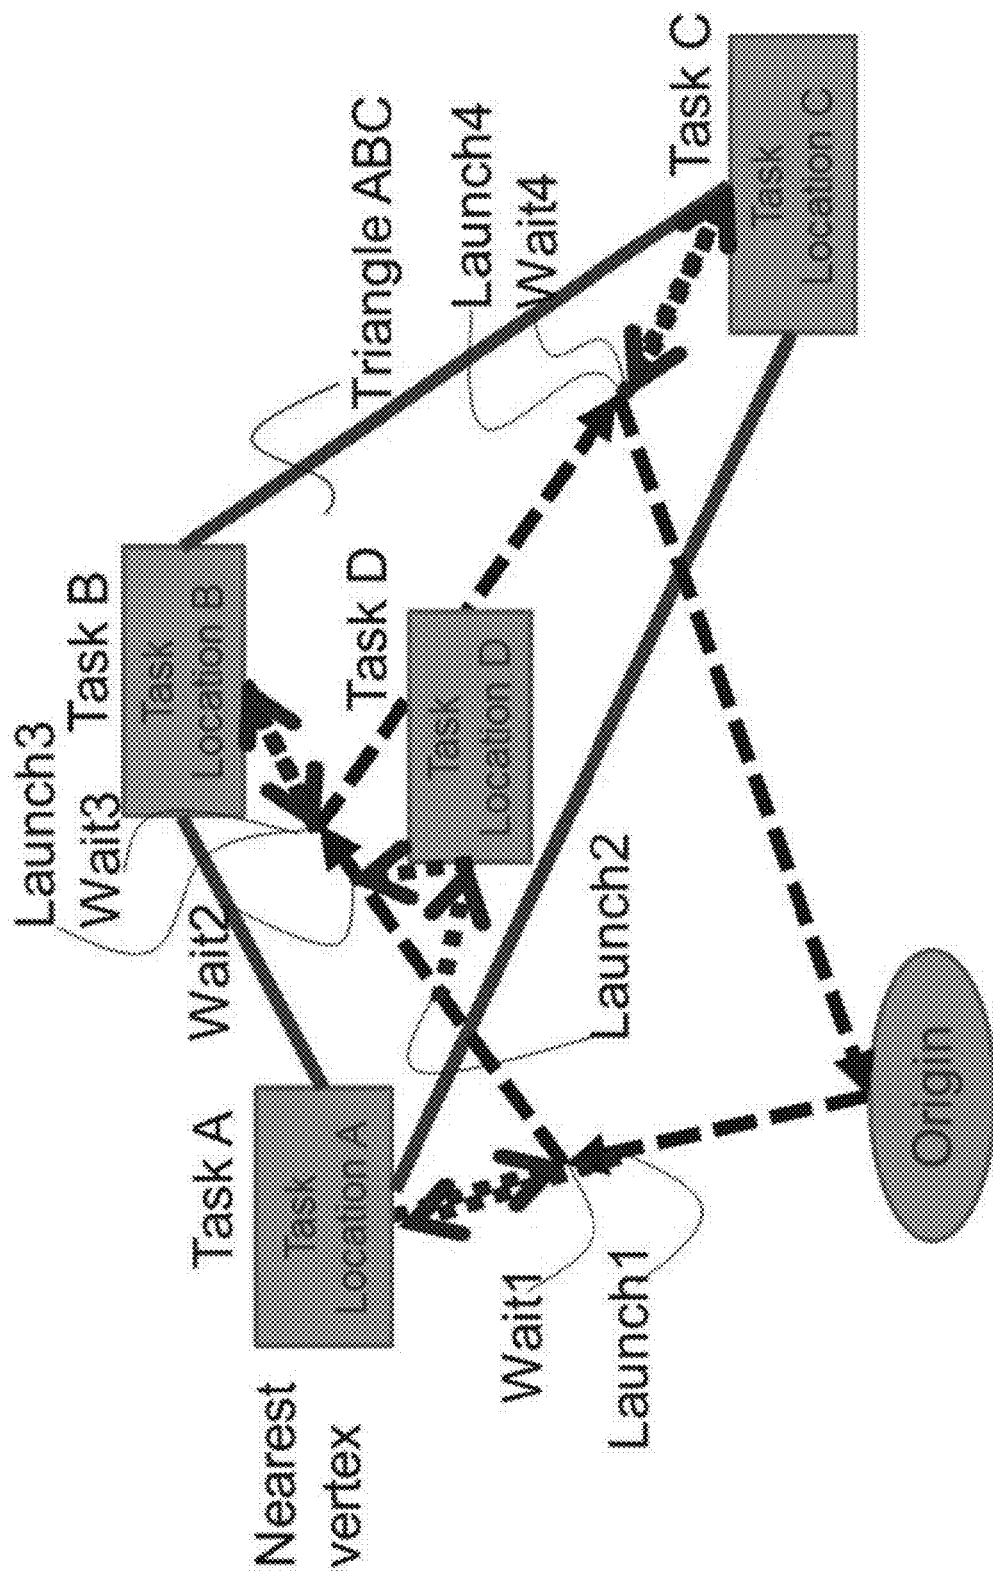 Launch3
Wait3
Task B
Task
Locaton B
Wait2
Task A
Task
Location A
Nearest
vertex
Triangle ABC
Task D
Task
Location D
Launch4
Wait4
Task C
Task
Location C
Launch2
Wait1
Launch1
Origin